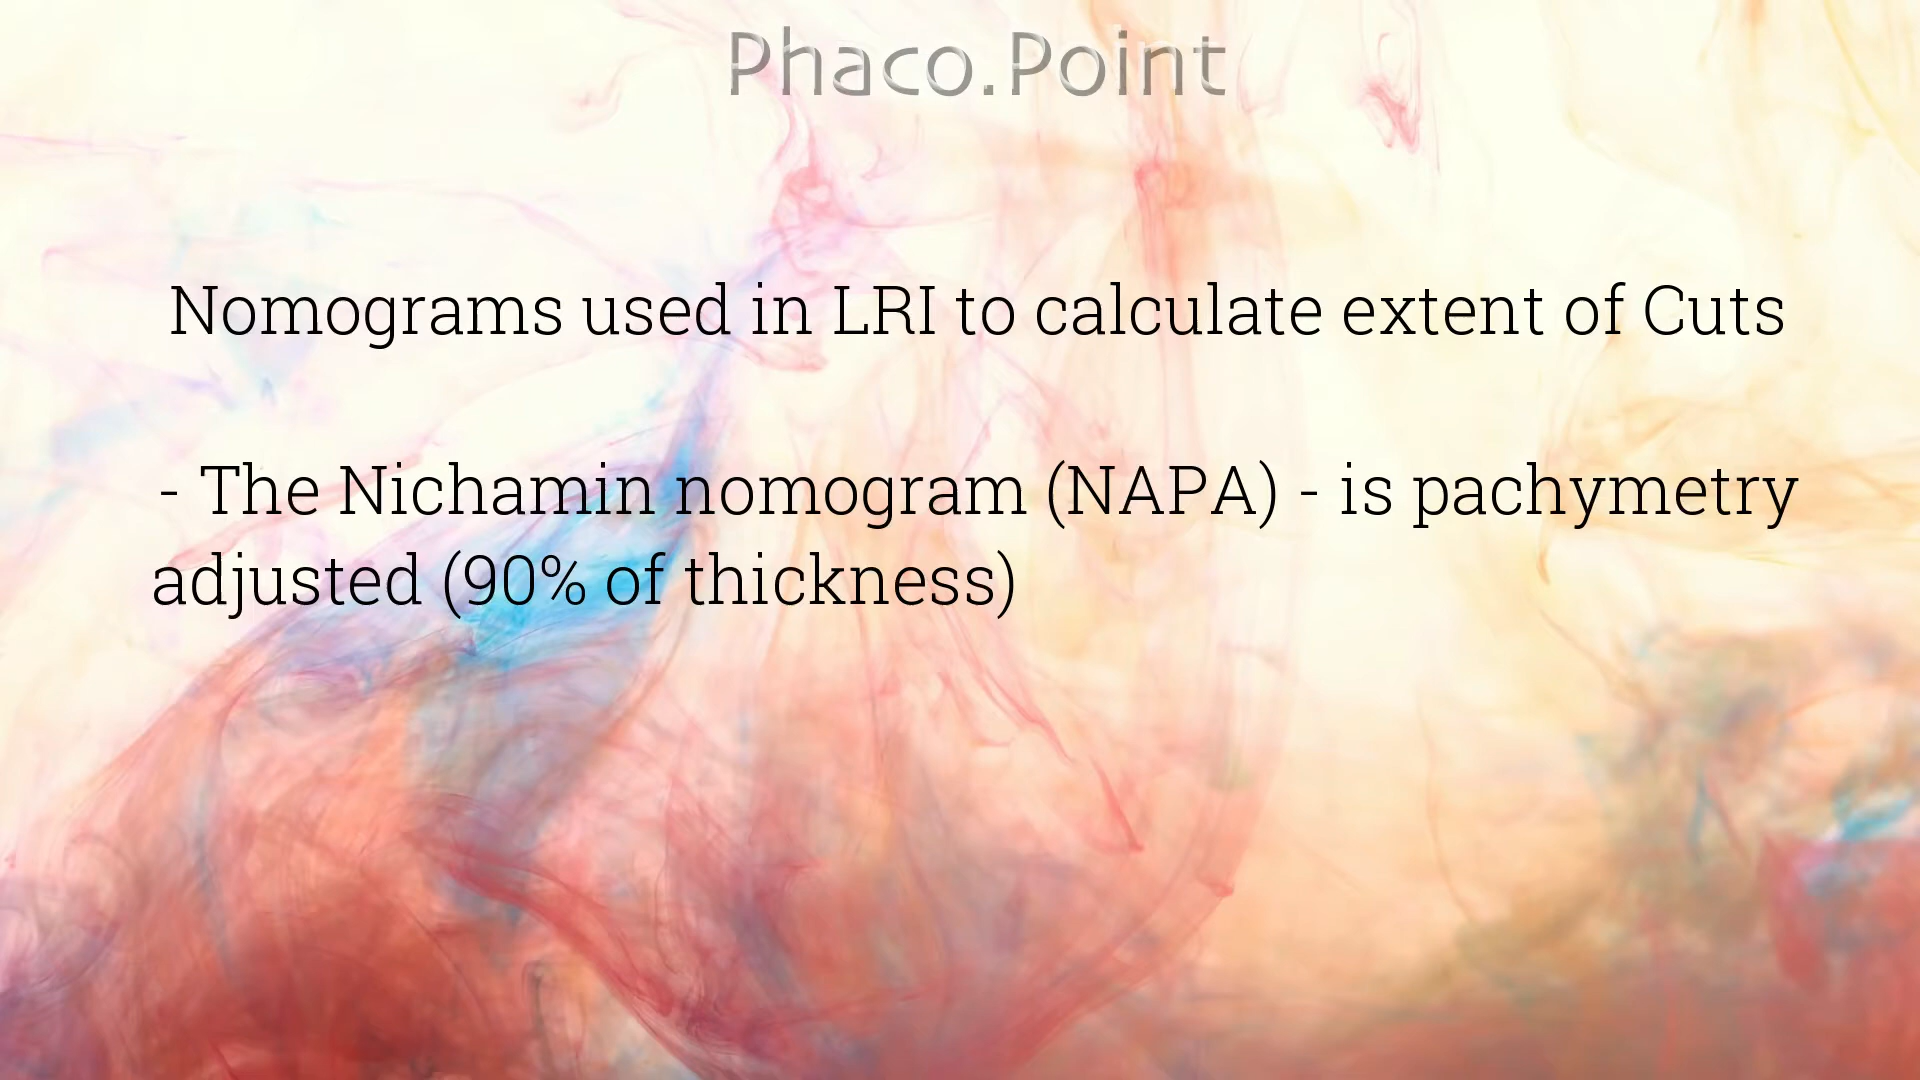 Phaco.Point
Nomograms used in LRI to calculate extent of Cuts
- The Nichamin nomogram (NAPA) - is pachymetry
adjusted (90% of thickness)